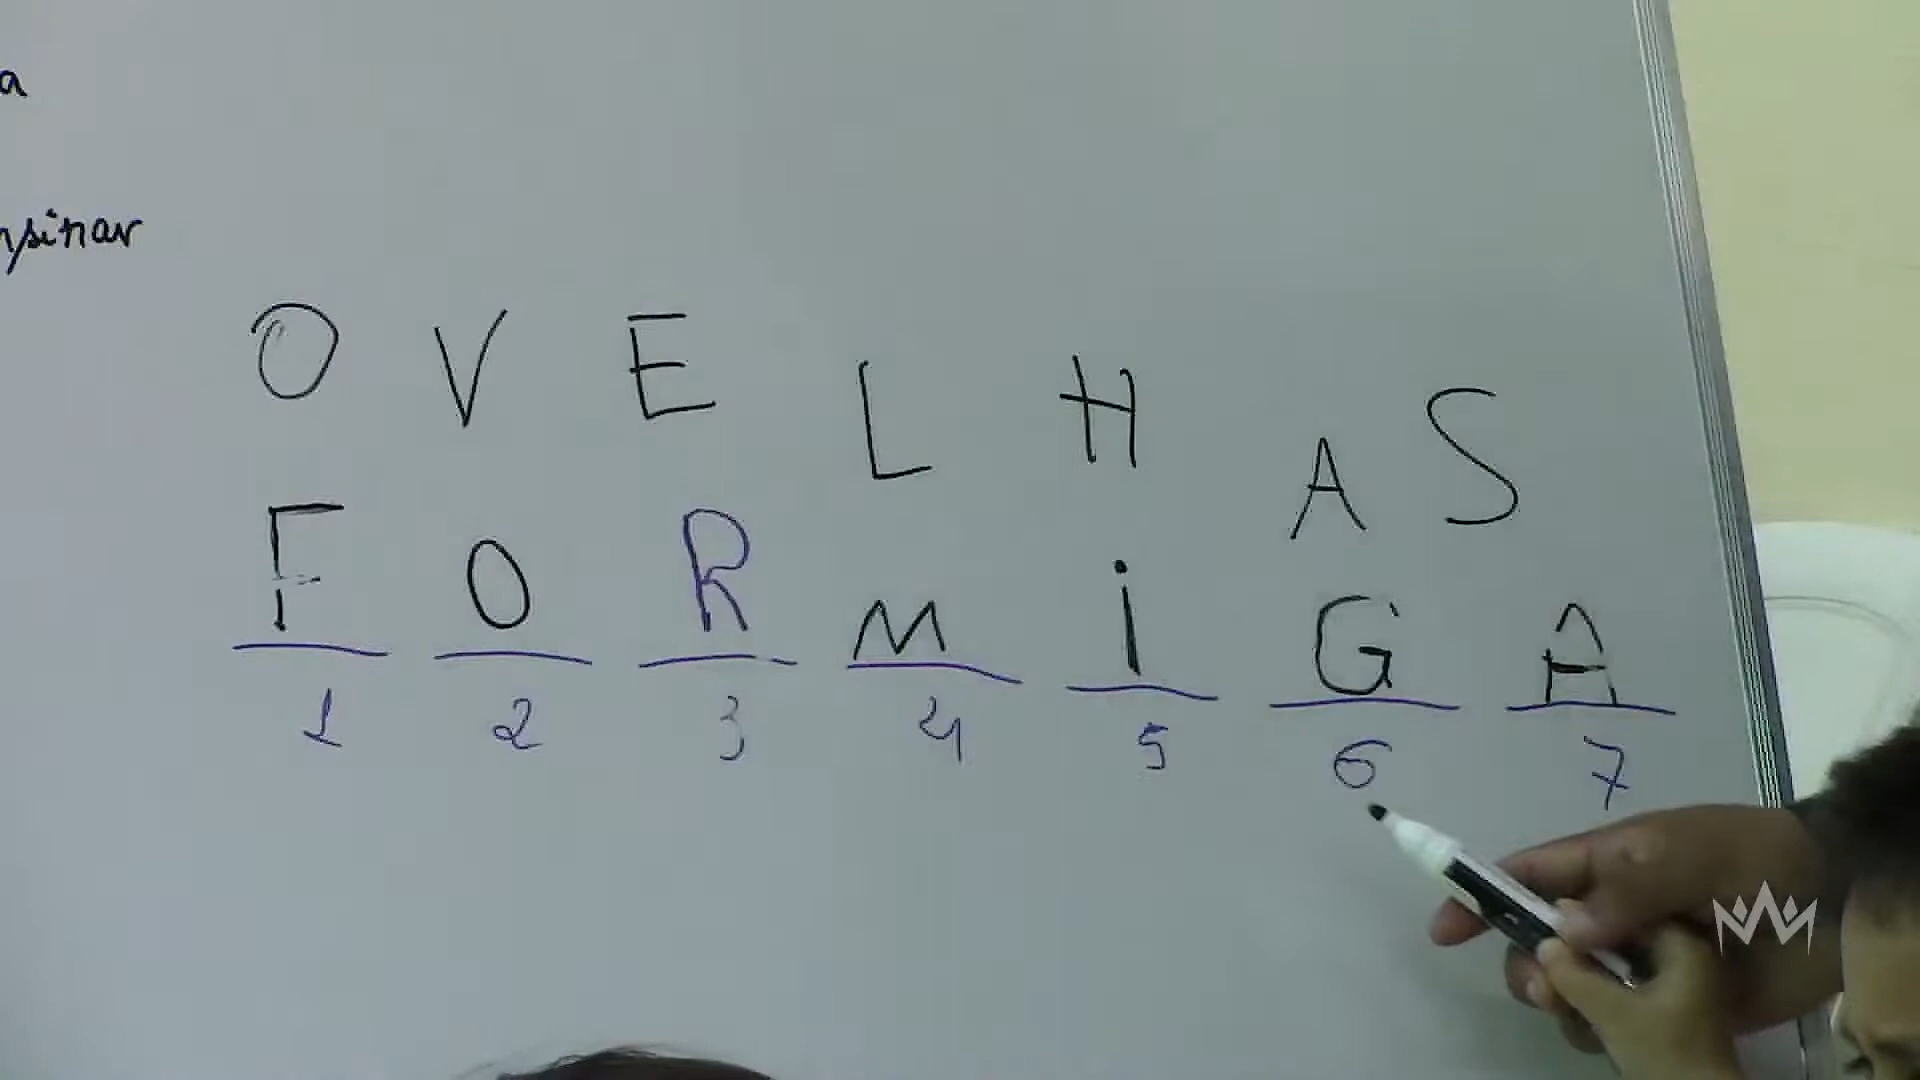 a
nsinar
O V E L H A S
F O R M i G A
1 2 3 4 5 6 7